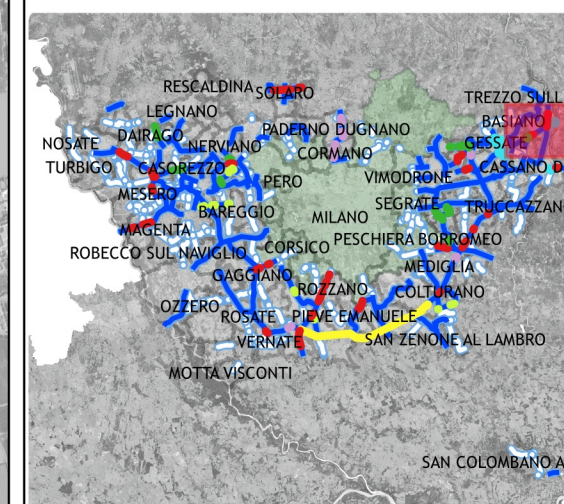 RESCALDINA
SOLARO
TREZZO SULL
LEGNANO
BASIANO
DAIRAGO
PADERNO DUGNANO
NOSATE
NERVIANO
CORMANO
GESSATE
TURBIGO
CASOREZZO
CASSANO D
PERO
VIMODRONE
MESERO
SEGRATE
TRUCCAZZAN
BAREGGIO
MILANO
MAGENTA
PESCHIERA BORROMEO
ROBECCO SUL NAVIGLIO
CORSICO
GAGGIANO
MEDIGLIA
ROZZANO
COLTURANO
OZZERO
ROSATE
PIEVE EMANUELE
VERNATE
SAN ZENONE AL LAMBRO
MOTTA VISCONTI
SAN COLOMBANO A